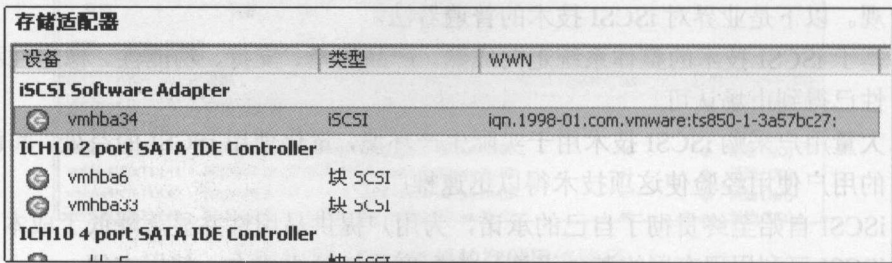 存储适配器
设备 类型 WWN
iSCSI Software Adapter
vmhba34 iSCSI iqn.1998-01.com.vmware:ts850-1-3a57bc27:
ICH10 2 port SATA IDE Controller
vmhba6 块 SCSI
vmhba33 块 SCSI
ICH10 4 port SATA IDE Controller